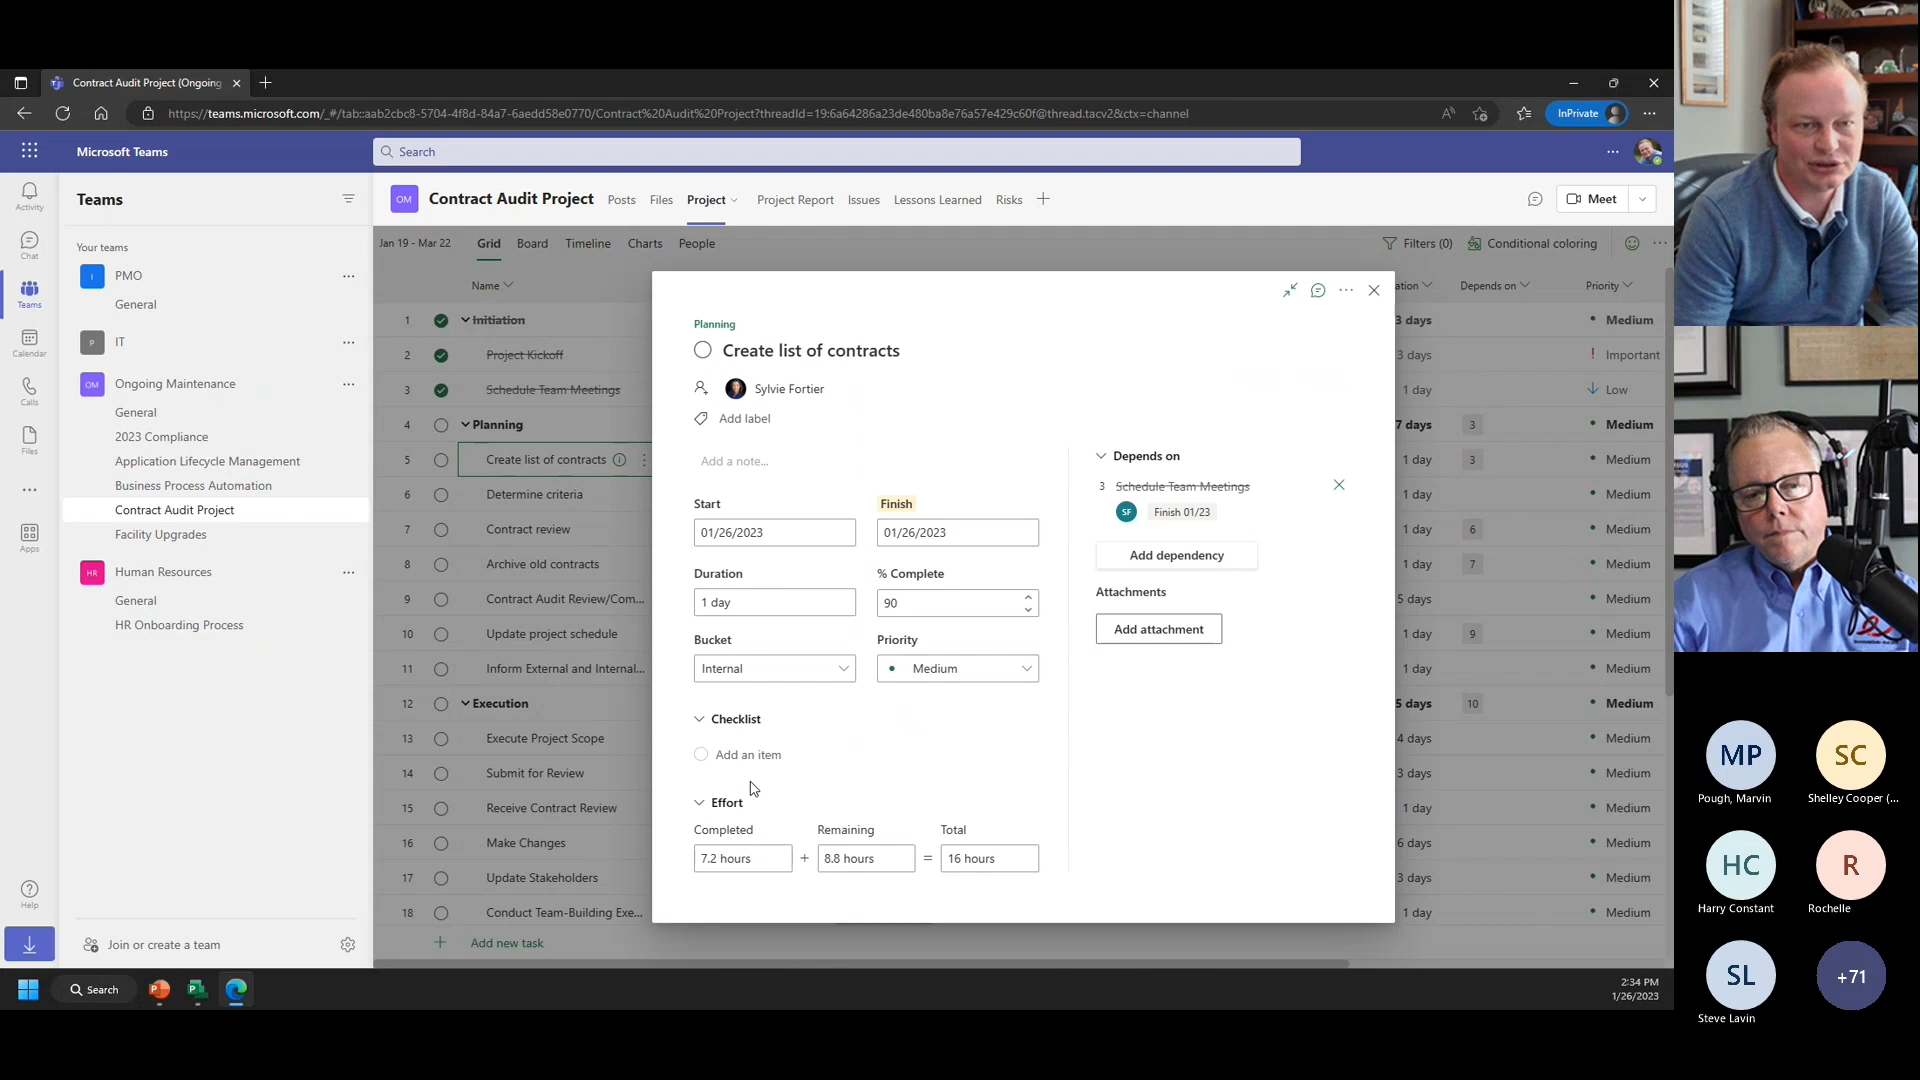 Contract Audit Project (Ongoing
https://teams.microsoft.com/_#/tab::aab2cbc8-5704-4f8d-84a7-6aedd58e0770/Contract%20Audit%20Project?threadId=19:6a64286a23de480ba8e76a57e429c60f@thread.tacv2&ctx=channel
InPrivate
Microsoft Teams
Search
Activity
Chat
Teams
Calendar
Calls
Files
Apps
Help
Teams
Your teams
PMO
General
P
IT
OM
Ongoing Maintenance
General
2023 Compliance
Application Lifecycle Management
Business Process Automation
Contract Audit Project
Facility Upgrades
HR
Human Resources
General
HR Onboarding Process
Join or create a team
OM
Contract Audit Project
Posts
Files
Project
Project Report
Issues
Lessons Learned
Risks
Meet
Jan 19 - Mar 22
Grid
Board
Timeline
Charts
People
Filters (0)
Conditional coloring
Name
ation
Depends on
Priority
1 Initiation 3 days Medium
2 Project Kickoff 3 days ! Important
3 Schedule Team Meetings 1 day Low
4 Planning 7 days 3 Medium
5 Create list of contracts 1 day 3 Medium
6 Determine criteria 1 day Medium
7 Contract review 1 day 6 Medium
8 Archive old contracts 1 day 7 Medium
9 Contract Audit Review/Com... 5 days Medium
10 Update project schedule 1 day 9 Medium
11 Inform External and Internal... 1 day Medium
12 Execution 5 days 10 Medium
13 Execute Project Scope 4 days Medium
14 Submit for Review 3 days Medium
15 Receive Contract Review 1 day Medium
16 Make Changes 6 days Medium
17 Update Stakeholders 3 days Medium
18 Conduct Team-Building Exe... 1 day Medium
Add new task
Planning
Create list of contracts
Sylvie Fortier
Add label
Add a note...
Start
01/26/2023
Finish
01/26/2023
Duration
1 day
% Complete
90
Bucket
Internal
Priority
Medium
Checklist
Add an item
Effort
Completed
7.2 hours
+
Remaining
8.8 hours
=
Total
16 hours
Depends on
3 Schedule Team Meetings
SF Finish 01/23
Add dependency
Attachments
Add attachment
Search
2:34 PM
1/26/2023
MP
Pough, Marvin
SC
Shelley Cooper (...
HC
Harry Constant
R
Rochelle
SL
Steve Lavin
+71